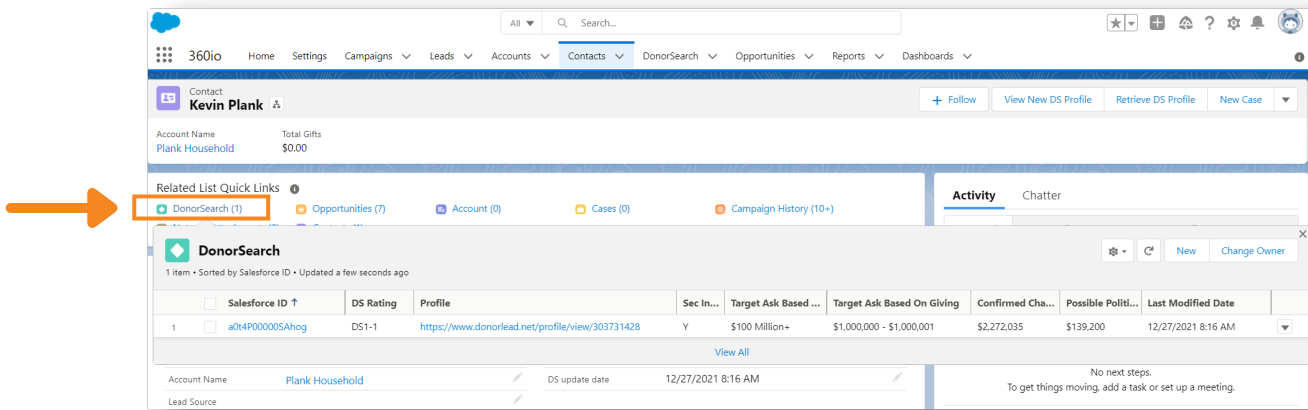 All Search...
360io Home Settings Campaigns Leads Accounts Contacts DonorSearch Opportunities Reports Dashboards
Contact
Kevin Plank
+ Follow View New DS Profile Retrieve DS Profile New Case
Account Name Total Gifts
Plank Household $0.00
Related List Quick Links
DonorSearch (1) Opportunities (7) Account (0) Cases (0) Campaign History (10+)
Activity Chatter
DonorSearch
New Change Owner
1 item • Sorted by Salesforce ID • Updated a few seconds ago
Salesforce ID ↑ DS Rating Profile Sec In... Target Ask Based ... Target Ask Based On Giving Confirmed Cha... Possible Politi... Last Modified Date
1 a0t4P00000SAhog DS1-1 https://www.donorlead.net/profile/view/303731428 Y $100 Million+ $1,000,000 - $1,000,001 $2,272,035 $139,200 12/27/2021 8:16 AM
View All
Account Name Plank Household DS update date 12/27/2021 8:16 AM
Lead Source
No next steps.
To get things moving, add a task or set up a meeting.